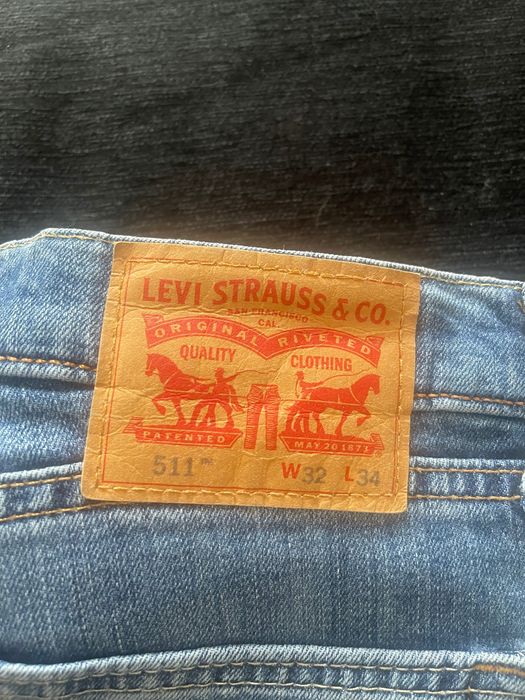 LEVI STRAUSS & CO.
SAN FRANCISCO
CAL.
ORIGINAL RIVETED
QUALITY CLOTHING
PATENTED MAY 20 1873
511™ W32 L34